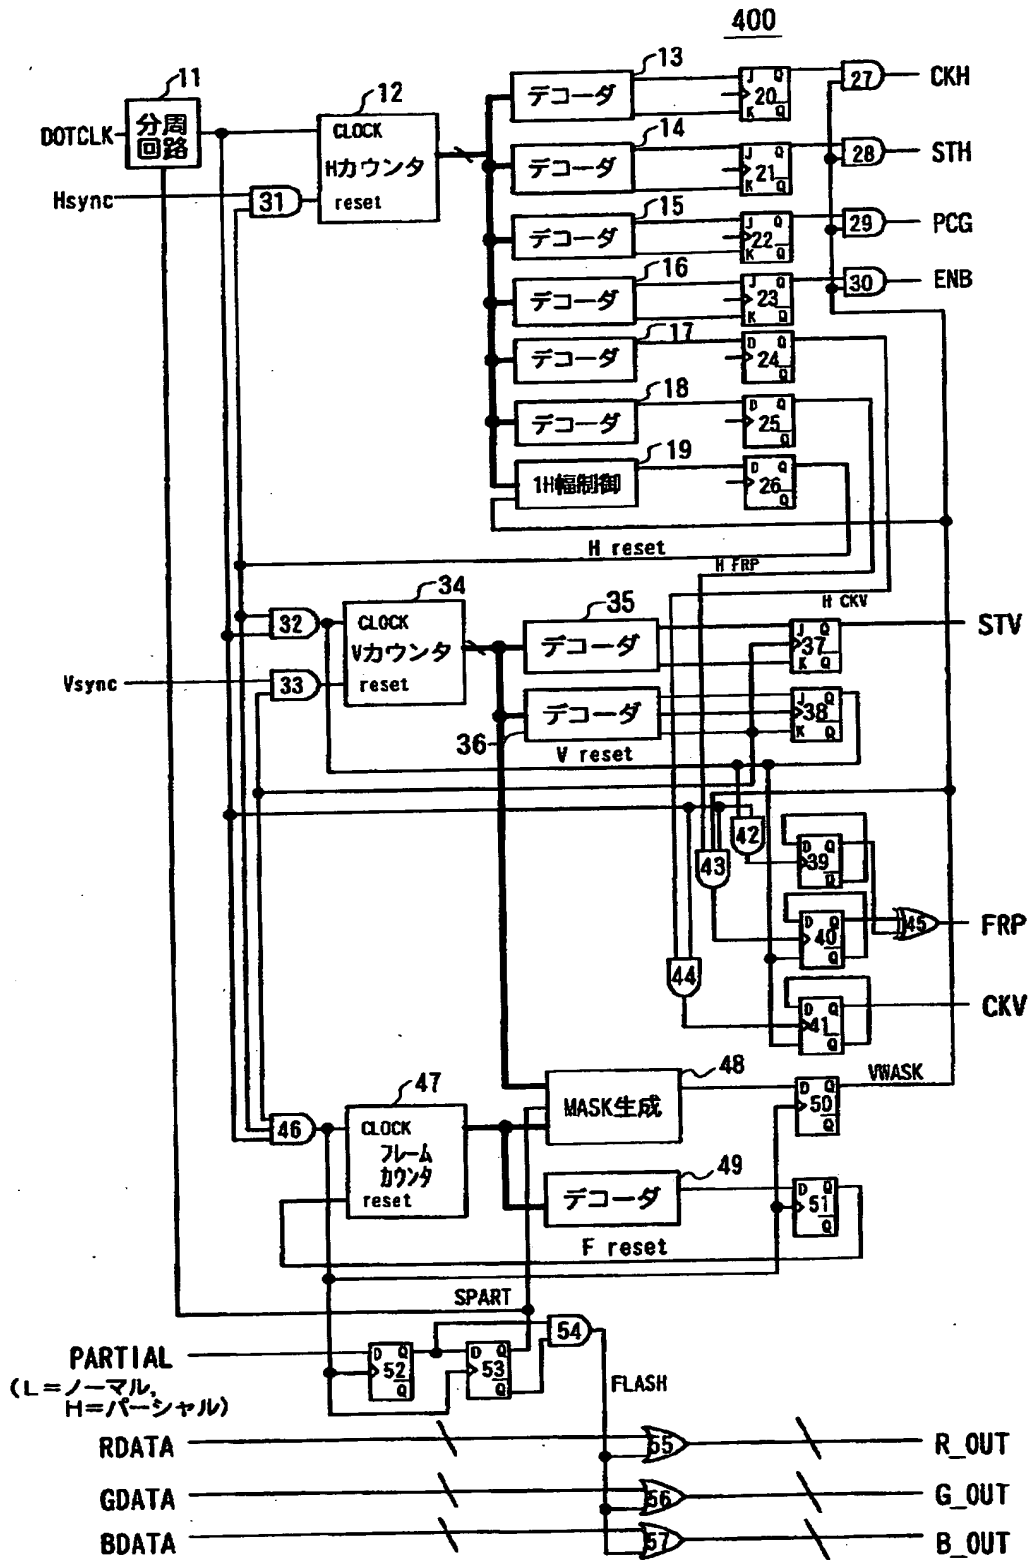 400
11
分周
回路
DOTCLK
12
CLOCK
Hカウンタ
reset
Hsync
31
13
デコーダ
J Q
20
K Q
27
CKH
14
デコーダ
J Q
21
K Q
28
STH
15
デコーダ
J Q
22
K Q
29
PCG
16
デコーダ
J Q
23
K Q
30
ENB
17
デコーダ
D Q
24
Q
18
デコーダ
D Q
25
Q
19
1H幅制御
D Q
26
Q
H reset
H FRP
H CKV
32
34
CLOCK
Vカウンタ
reset
Vsync
33
35
デコーダ
J Q
37
K Q
STV
36
デコーダ
J Q
38
K Q
V reset
42
43
44
D Q
39
Q
D Q
40
Q
45
FRP
D Q
41
Q
CKV
46
47
CLOCK
フレーム
カウンタ
reset
48
MASK生成
D Q
50
Q
VWASK
49
デコーダ
D Q
51
Q
F reset
SPART
54
PARTIAL
(L=ノーマル,
H=パーシャル)
D Q
52
Q
D Q
53
Q
FLASH
RDATA
55
R_OUT
GDATA
56
G_OUT
BDATA
57
B_OUT